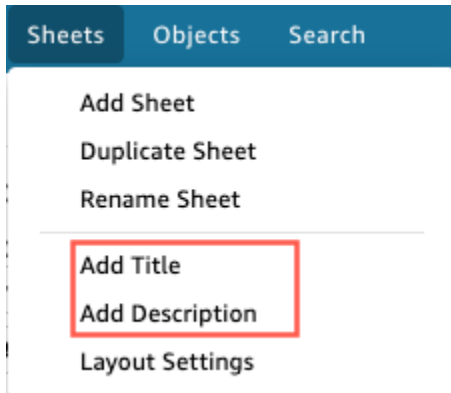 Sheets Objects Search
Add Sheet
Duplicate Sheet
Rename Sheet
Add Title
Add Description
Layout Settings